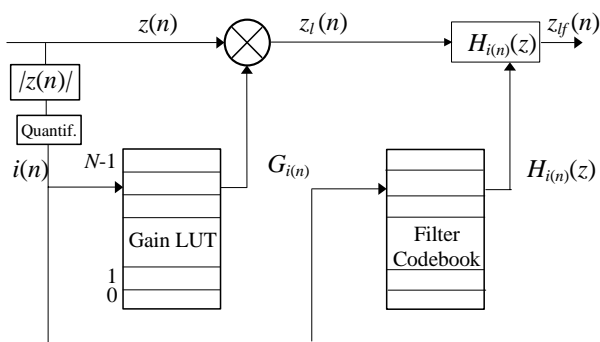 z(n)
z_l(n)
H_{i(n)}(z)
z_{lf}(n)
/z(n)/
Quantif.
i(n)
N-1
G_{i(n)}
H_{i(n)}(z)
Gain LUT
Filter
Codebook
1
0